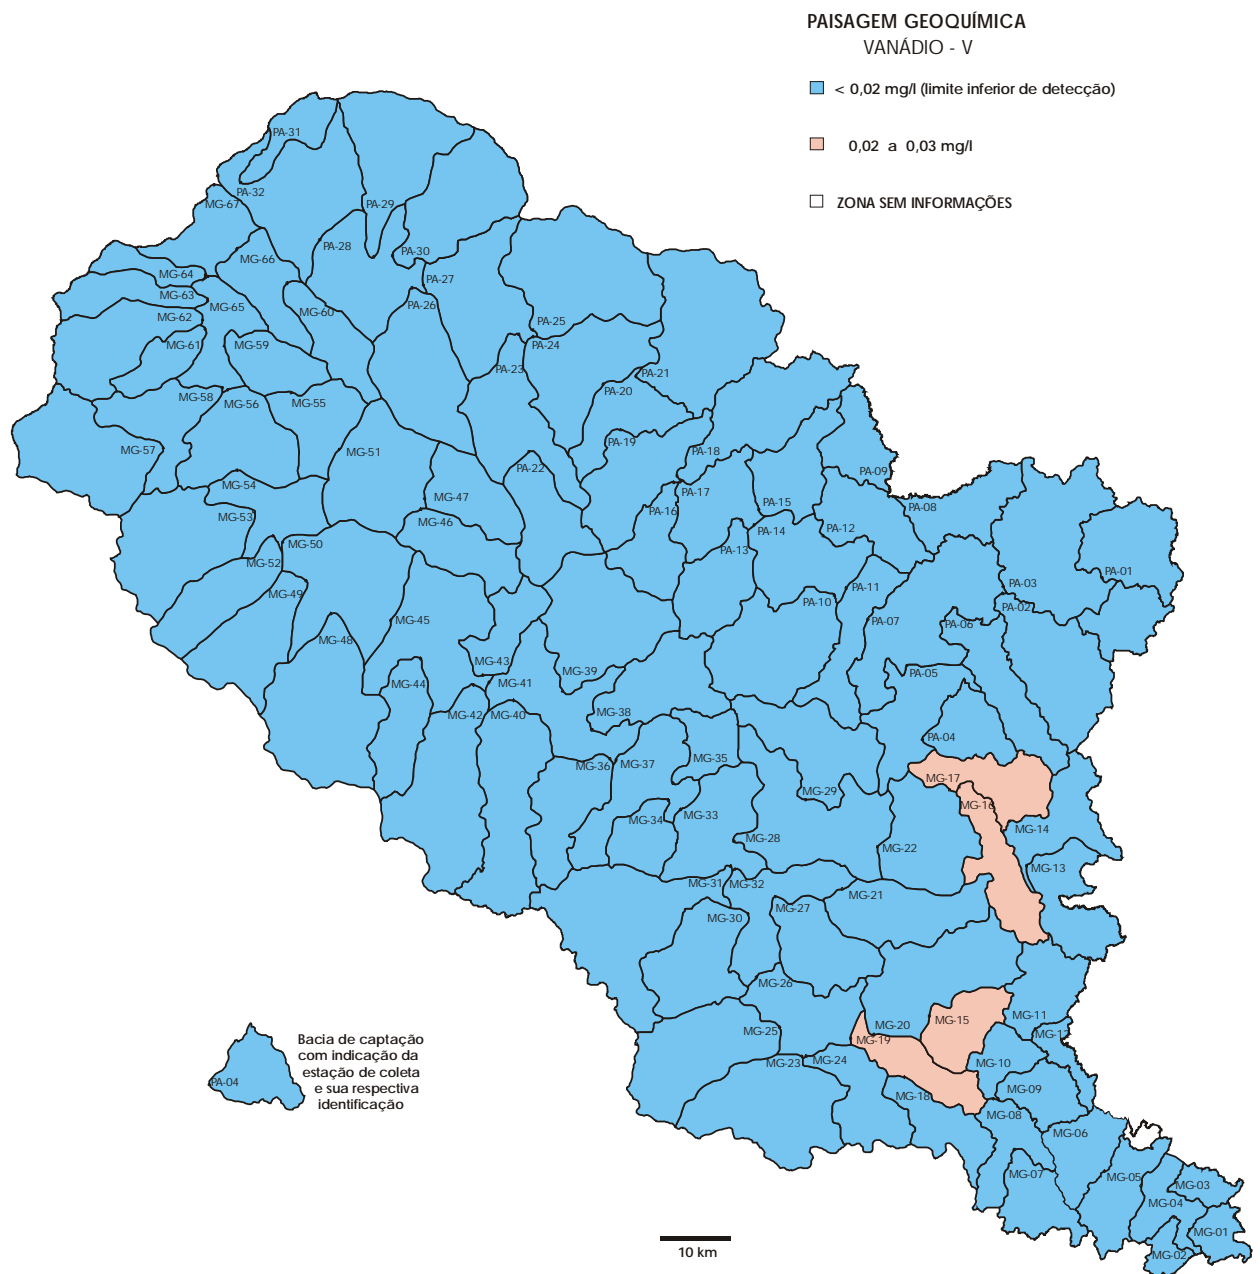 PAISAGEM GEOQUÍMICA
VANÁDIO - V
< 0,02 mg/l (limite inferior de detecção)
0,02 a 0,03 mg/l
ZONA SEM INFORMAÇÕES
PA-31
PA-32
MG-67
PA-29
PA-28
PA-30
MG-66
MG-64
PA-27
MG-63
MG-65
PA-26
MG-60
MG-62
PA-25
MG-61
MG-59
PA-24
PA-23
PA-21
PA-20
MG-58
MG-56
MG-55
PA-19
MG-57
MG-51
PA-18
PA-22
PA-09
MG-54
MG-47
PA-17
PA-15
PA-16
PA-08
MG-53
MG-46
PA-14
PA-12
MG-50
PA-13
MG-52
PA-01
PA-03
PA-11
MG-49
PA-10
PA-02
MG-45
PA-07
PA-06
MG-48
MG-43
MG-39
PA-05
MG-44
MG-41
MG-42
MG-40
MG-38
PA-04
MG-36
MG-37
MG-35
MG-17
MG-29
MG-16
MG-34
MG-33
MG-14
MG-28
MG-22
MG-13
MG-31
MG-32
MG-21
MG-27
MG-30
MG-26
MG-11
MG-15
MG-20
MG-25
MG-12
MG-19
MG-23
MG-24
MG-10
MG-09
MG-18
MG-08
MG-06
MG-07
MG-05
MG-03
MG-04
MG-01
MG-02
Bacia de captação
com indicação da
estação de coleta
e sua respectiva
identificação
PA-04
10 km